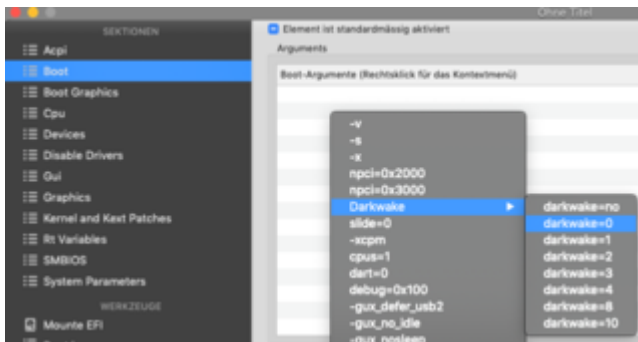 Ohne Titel
SEKTIONEN
Acpi
Boot
Boot Graphics
Cpu
Devices
Disable Drivers
Gui
Graphics
Kernel and Kext Patches
Rt Variables
SMBIOS
System Parameters
WERKZEUGE
Mounte EFI
Element ist standardmässig aktiviert
Arguments
Boot-Argumente (Rechtsklick für das Kontextmenü)
-v
-s
-x
npci=0x2000
npci=0x3000
Darkwake
slide=0
-xcpm
cpus=1
dart=0
debug=0x100
-gux_defer_usb2
-gux_no_idle
-gux_nosleep
darkwake=no
darkwake=0
darkwake=1
darkwake=2
darkwake=3
darkwake=4
darkwake=8
darkwake=10